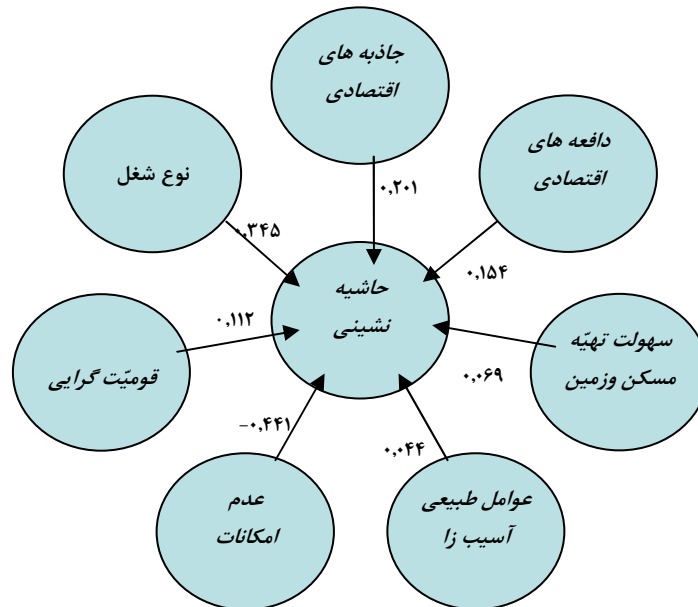 جاذبه های
اقتصادی
دافعه های
اقتصادی
نوع شغل
۰,۲۰۱
۰,۳۴۵
۰,۱۵۴
حاشیه
نشینی
سهولت تهیّه
مسکن وزمین
۰,۱۱۲
قومیّت گرایی
۰,۰۶۹
-۰,۴۴۱
۰,۰۴۴
عدم
امکانات
عوامل طبیعی
آسیب زا